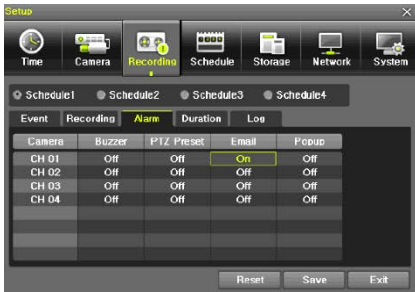 Setup
Time Camera Recording Schedule Storage Network System
Schedule1 Schedule2 Schedule3 Schedule4
Event Recording Alarm Duration Log
Camera Buzzer PTZ Preset Email Popup
CH 01 Off Off On Off
CH 02 Off Off Off Off
CH 03 Off Off Off Off
CH 04 Off Off Off Off
Reset Save Exit